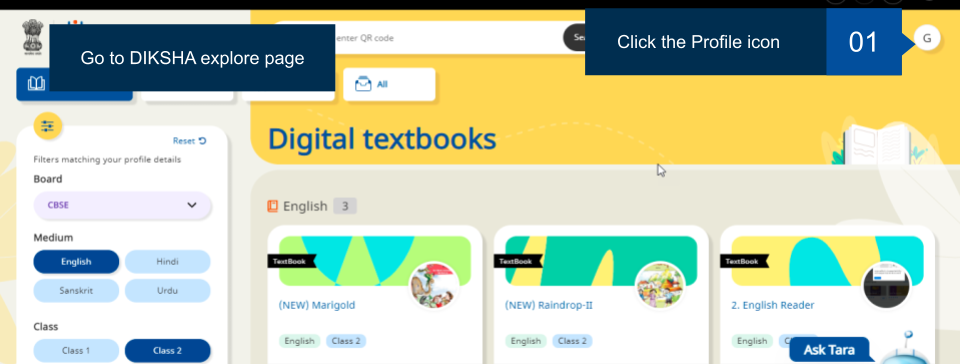 Go to DIKSHA explore page
enter QR code
Click the Profile icon
01
G
All
Digital textbooks
Reset
Filters matching your profile details
Board
CBSE
Medium
English
Hindi
Sanskrit
Urdu
Class
Class 1
Class 2
English 3
TextBook
(NEW) Marigold
English Class 2
TextBook
(NEW) Raindrop-II
English Class 2
TextBook
2. English Reader
English
Ask Tara